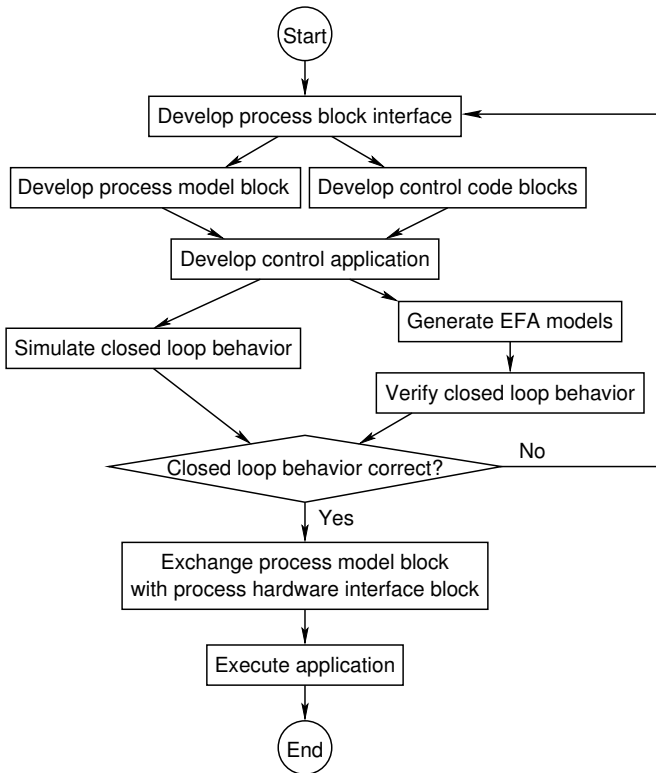 Start
Develop process block interface
Develop process model block
Develop control code blocks
Develop control application
Generate EFA models
Simulate closed loop behavior
Verify closed loop behavior
Closed loop behavior correct?
No
Yes
Exchange process model block
with process hardware interface block
Execute application
End